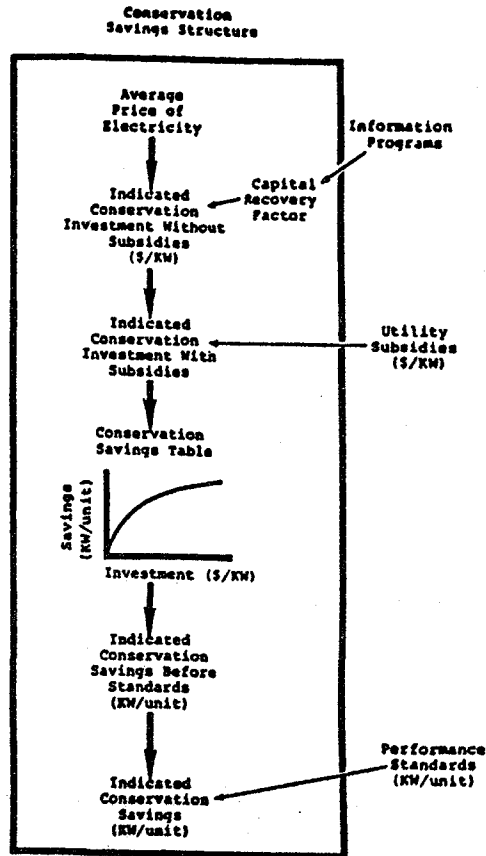 Conservation
Savings Structure
Average
Price of
Electricity
Information
Programs
Capital
Recovery
Factor
Indicated
Conservation
Investment Without
Subsidies
($/KW)
Indicated
Conservation
Investment With
Subsidies
Utility
Subsidies
($/KW)
Conservation
Savings Table
Savings
(KW/unit)
Investment ($/KW)
Indicated
Conservation
Savings Before
Standards
(KW/unit)
Performance
Standards
(KW/unit)
Indicated
Conservation
Savings
(KW/unit)